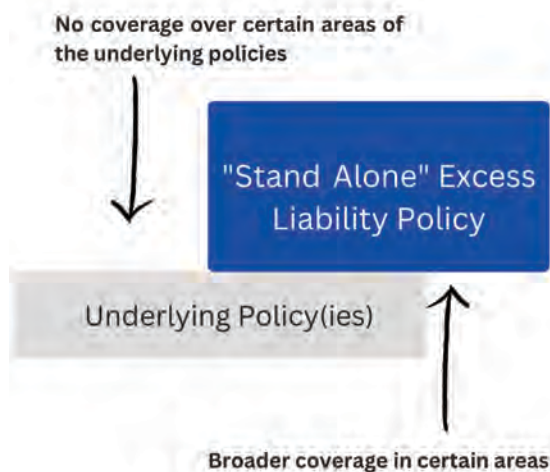 No coverage over certain areas of
the underlying policies
"Stand Alone" Excess
Liability Policy
Underlying Policy(ies)
Broader coverage in certain areas